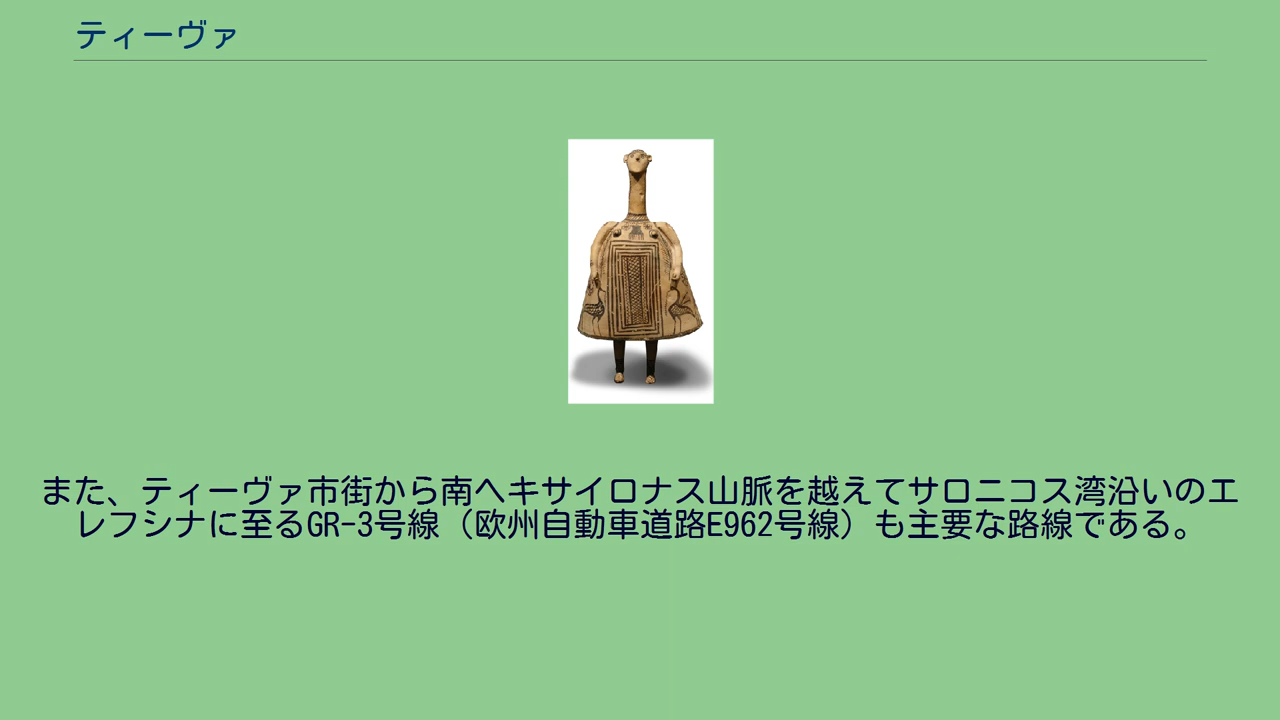 ティーヴァ
また、ティーヴァ市街から南へキサイロナス山脈を越えてサロニコス湾沿いのエ
レフシナに至るGR-3号線（欧州自動車道路E962号線）も主要な路線である。